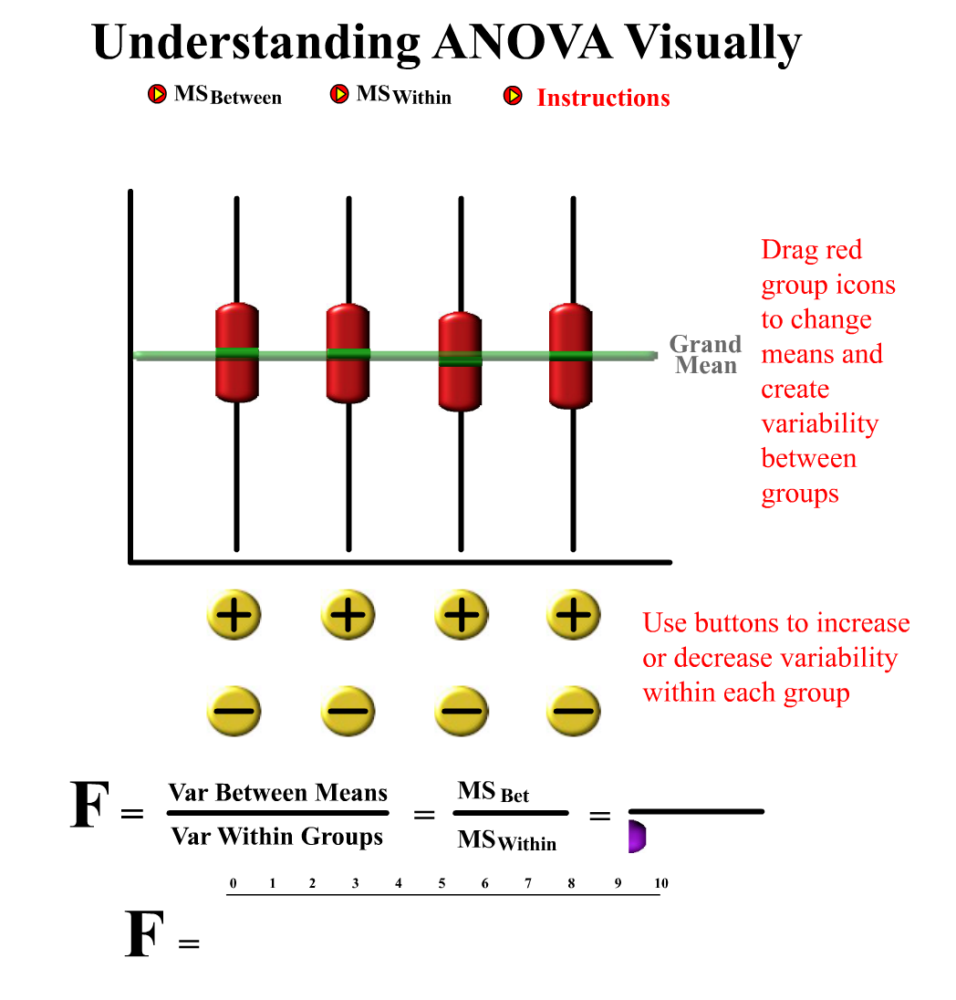 Understanding ANOVA Visually
MS Between MS Within Instructions
Drag red
group icons
to change
means and
create
variability
between
groups
Grand
Mean
+ + + +
− − − −
Use buttons to increase
or decrease variability
within each group
F = Var Between Means / Var Within Groups = MS Bet / MS Within =
0 1 2 3 4 5 6 7 8 9 10
F =